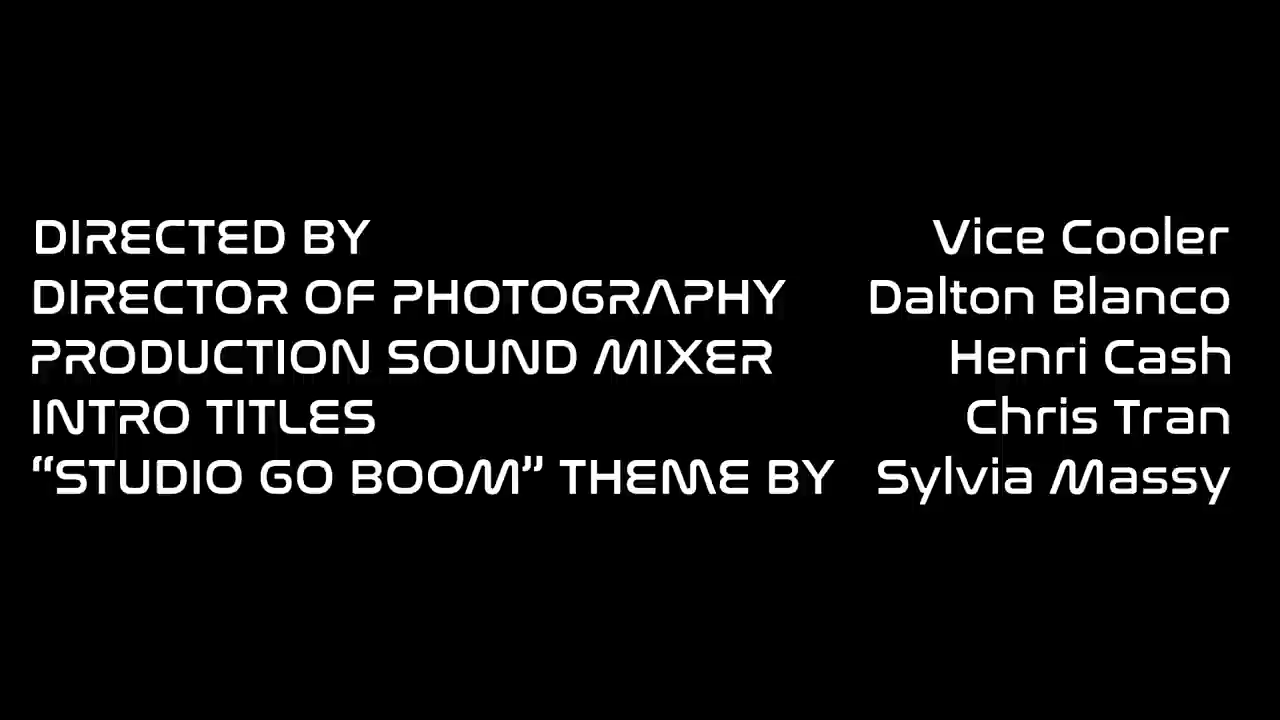 DIRECTED BY Vice Cooler
DIRECTOR OF PHOTOGRAPHY Dalton Blanco
PRODUCTION SOUND MIXER Henri Cash
INTRO TITLES Chris Tran
“STUDIO GO BOOM” THEME BY Sylvia Massy